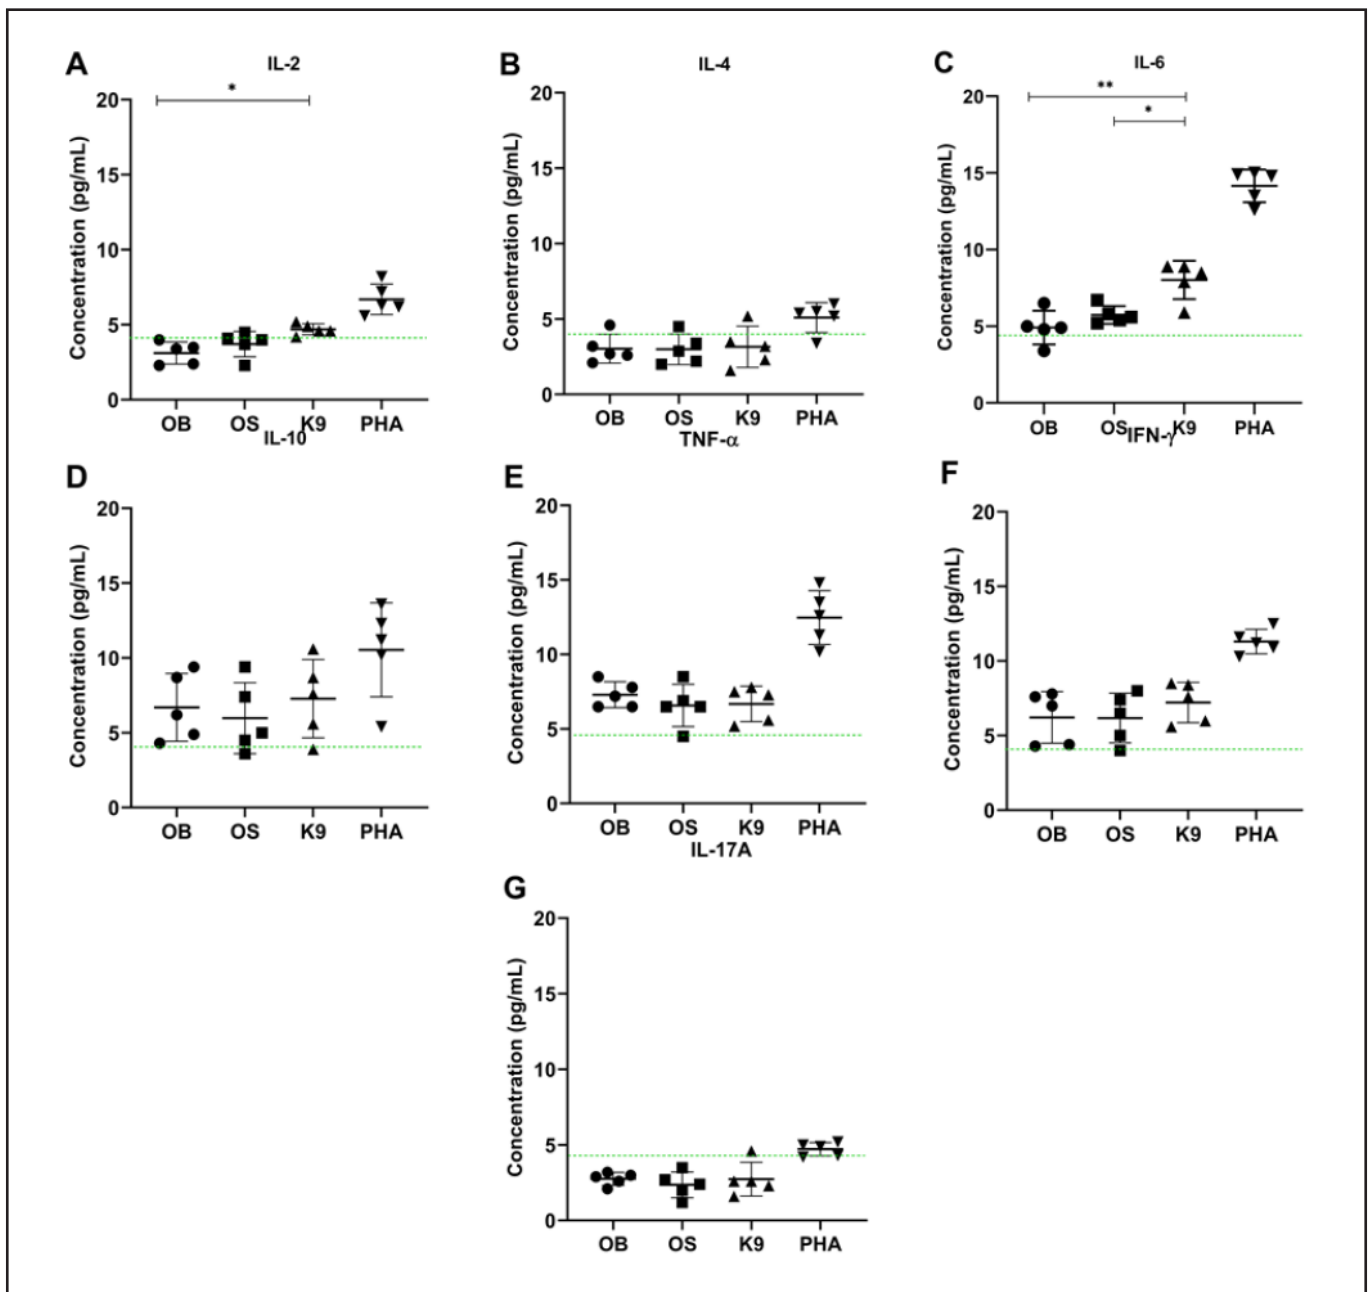 A IL-2
*
Concentration (pg/mL)
20
15
10
5
0
OB OS K9 PHA
B IL-4
Concentration (pg/mL)
20
15
10
5
0
OB OS K9 PHA
C IL-6
**
*
Concentration (pg/mL)
20
15
10
5
0
OB OS K9 PHA
D IL-10
Concentration (pg/mL)
20
15
10
5
0
OB OS K9 PHA
E TNF-α
Concentration (pg/mL)
20
15
10
5
0
OB OS K9 PHA
F IFN-γ
Concentration (pg/mL)
20
15
10
5
0
OB OS K9 PHA
G IL-17A
Concentration (pg/mL)
20
15
10
5
0
OB OS K9 PHA